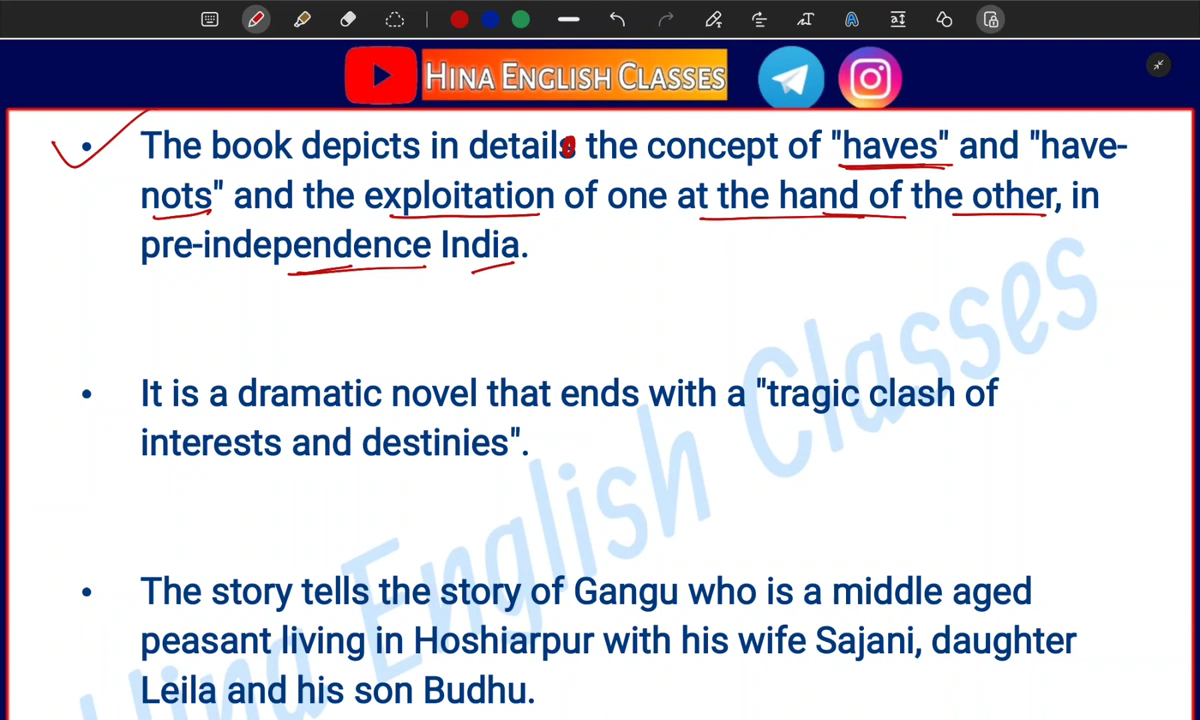 HINA ENGLISH CLASSES
• The book depicts in details the concept of "haves" and "have-
nots" and the exploitation of one at the hand of the other, in
pre-independence India.
• It is a dramatic novel that ends with a "tragic clash of
interests and destinies".
• The story tells the story of Gangu who is a middle aged
peasant living in Hoshiarpur with his wife Sajani, daughter
Leila and his son Budhu.
Hina English Classes